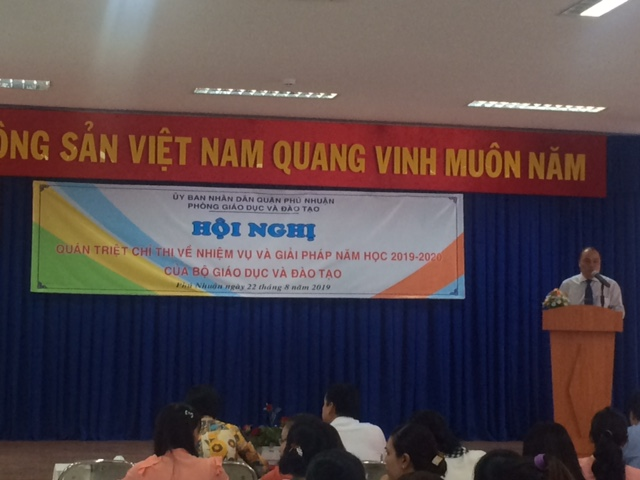 ÔNG SẢN VIỆT NAM QUANG VINH MUÔN NĂM
ỦY BAN NHÂN DÂN QUẬN PHÚ NHUẬN
PHÒNG GIÁO DỤC VÀ ĐÀO TẠO
HỘI NGHỊ
QUÁN TRIỆT CHỈ THỊ VỀ NHIỆM VỤ VÀ GIẢI PHÁP NĂM HỌC 2019-2020
CỦA BỘ GIÁO DỤC VÀ ĐÀO TẠO
Phú Nhuận ngày 22 tháng 8 năm 2019